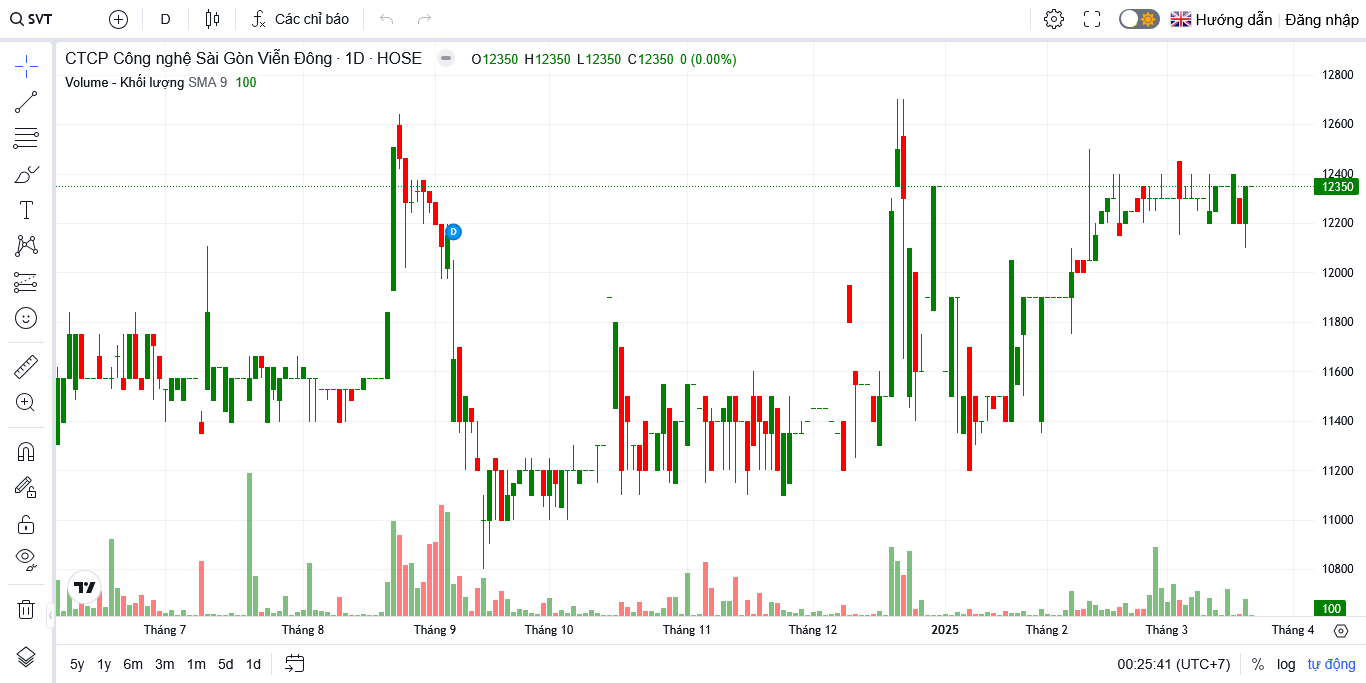 SVT D Các chỉ báo Hướng dẫn Đăng nhập
CTCP Công nghệ Sài Gòn Viễn Đông · 1D · HOSE O12350 H12350 L12350 C12350 0 (0.00%)
Volume - Khối lượng SMA 9 100
12800
12600
12400
12350
12200
D
12000
11800
11600
11400
11200
11000
10800
100
Tháng 7 Tháng 8 Tháng 9 Tháng 10 Tháng 11 Tháng 12 2025 Tháng 2 Tháng 3 Tháng 4
5y 1y 6m 3m 1m 5d 1d 00:25:41 (UTC+7) % log tự động